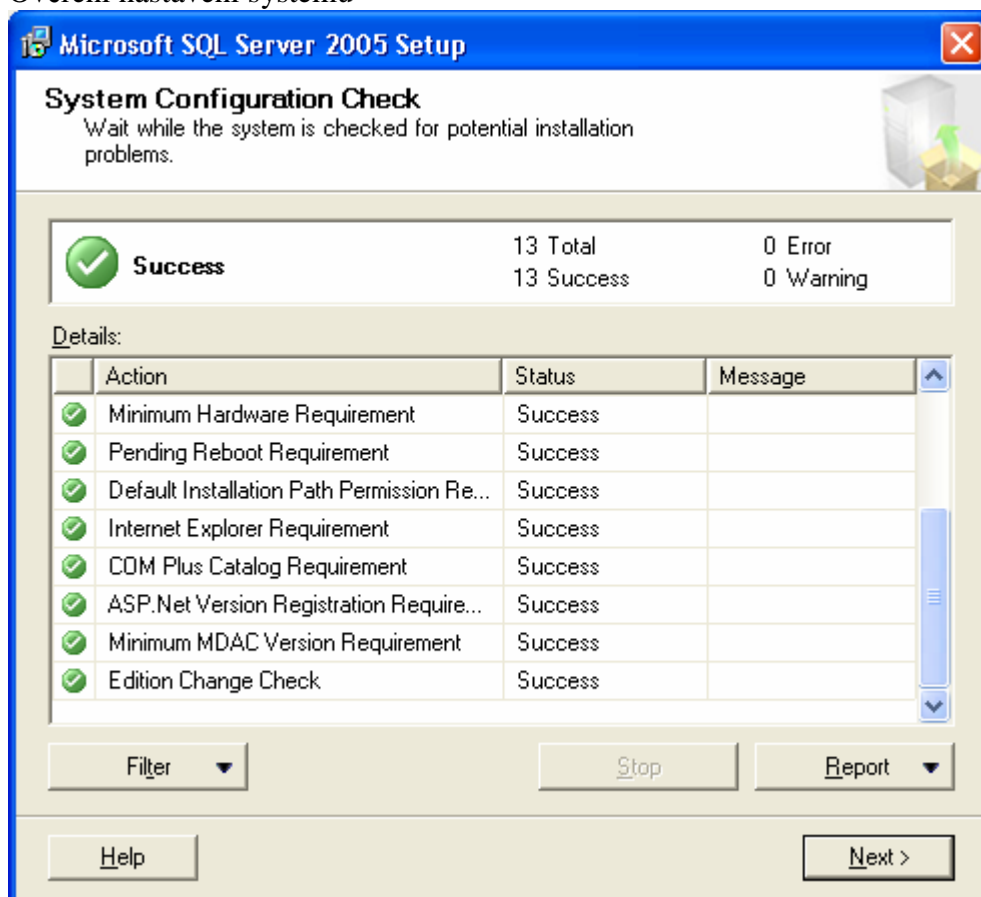 Ověření nastavení systému
Microsoft SQL Server 2005 Setup
System Configuration Check
Wait while the system is checked for potential installation
problems.
Success
13 Total
0 Error
13 Success
0 Warning
Details:
Action Status Message
Minimum Hardware Requirement Success
Pending Reboot Requirement Success
Default Installation Path Permission Re... Success
Internet Explorer Requirement Success
COM Plus Catalog Requirement Success
ASP.Net Version Registration Require... Success
Minimum MDAC Version Requirement Success
Edition Change Check Success
Filter Stop Report
Help Next >